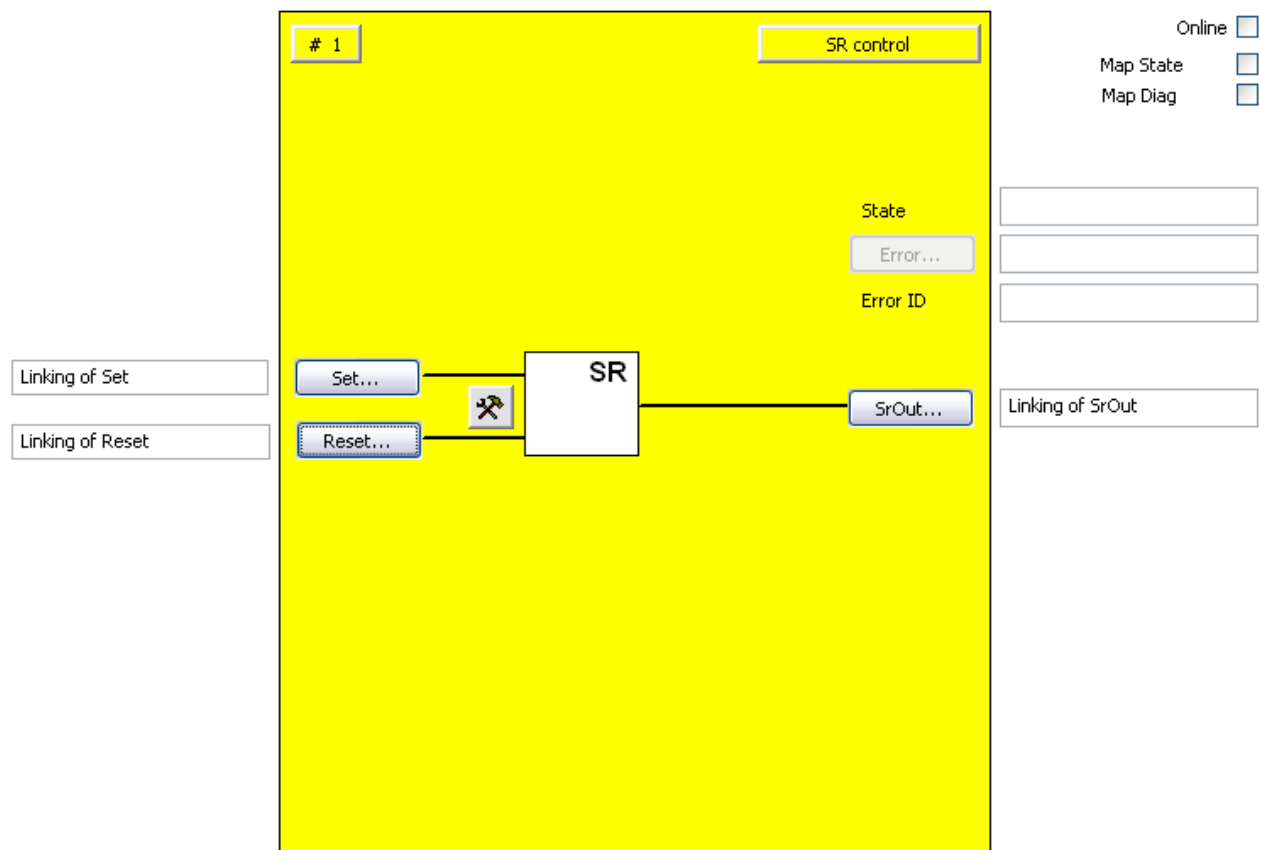 # 1
SR control
Online
Map State
Map Diag
State
Error...
Error ID
Linking of Set
Set...
SR
SrOut...
Linking of SrOut
Linking of Reset
Reset...